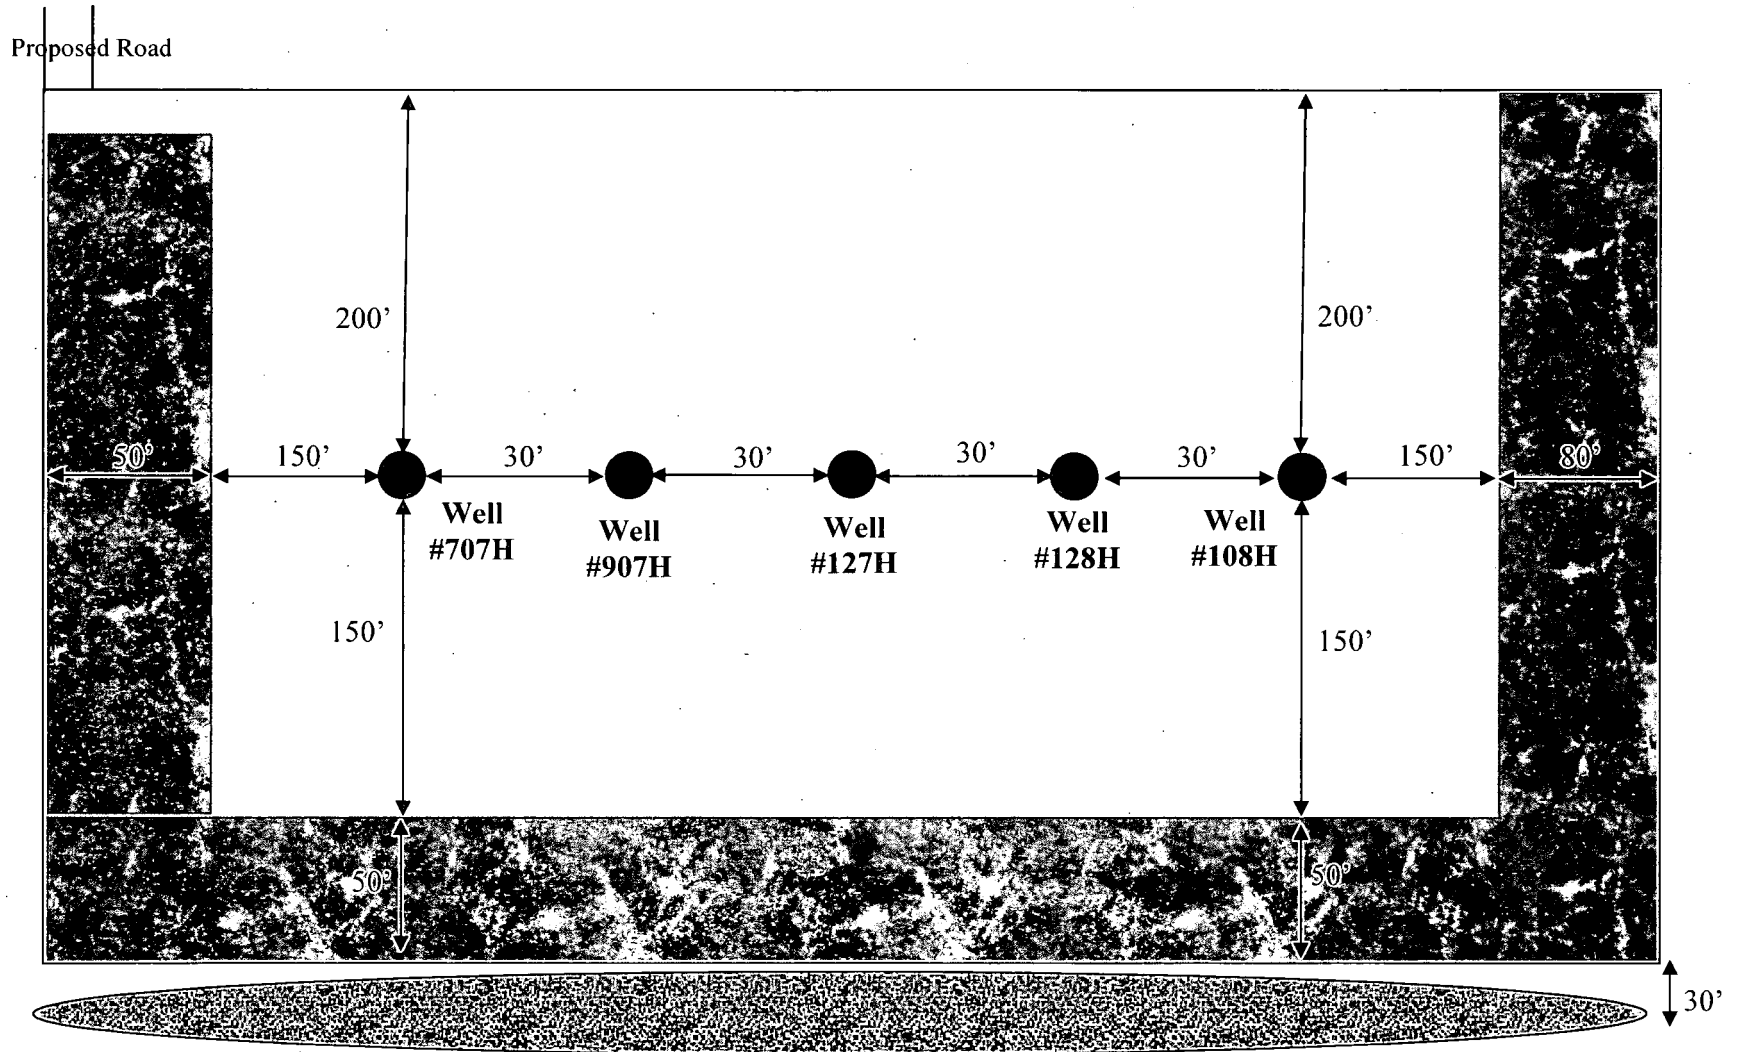 Proposed Road
200’
200’
50’
150’
30’
30’
30’
30’
150’
80’
Well
#707H
Well
#907H
Well
#127H
Well
#128H
Well
#108H
150’
150’
50’
50’
30’